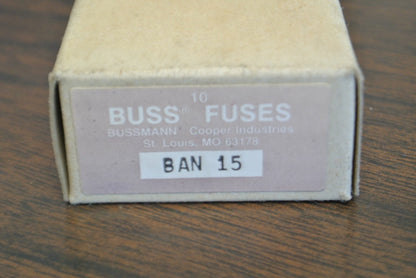 10
BUSS FUSES
BUSSMANN Cooper Industries
St. Louis, MO 63178
BAN 15